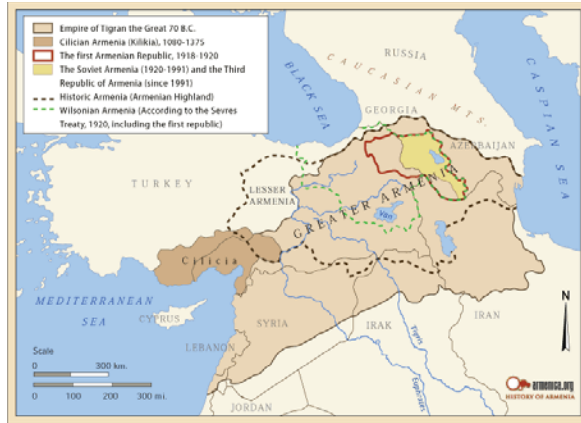 Empire of Tigran the Great 70 B.C.
Cilician Armenia (Kilikia), 1080-1375
The first Armenian Republic, 1918-1920
The Soviet Armenia (1920-1991) and the Third
Republic of Armenia (since 1991)
Historic Armenia (Armenian Highland)
Wilsonian Armenia (According to the Sevres
Treaty, 1920, including the first republic)
RUSSIA
BLACK SEA
CAUCASIAN MTS.
CASPIAN SEA
GEORGIA
AZERBAIJAN
TURKEY
LESSER
ARMENIA
GREATER ARMENIA
Van
Cilicia
MEDITERRANEAN
SEA
CYPRUS
SYRIA
LEBANON
IRAK
Tigris
IRAN
Euphrates
JORDAN
N
Scale
0 300 km.
0 100 200 300 mi.
armenica.org
HISTORY OF ARMENIA